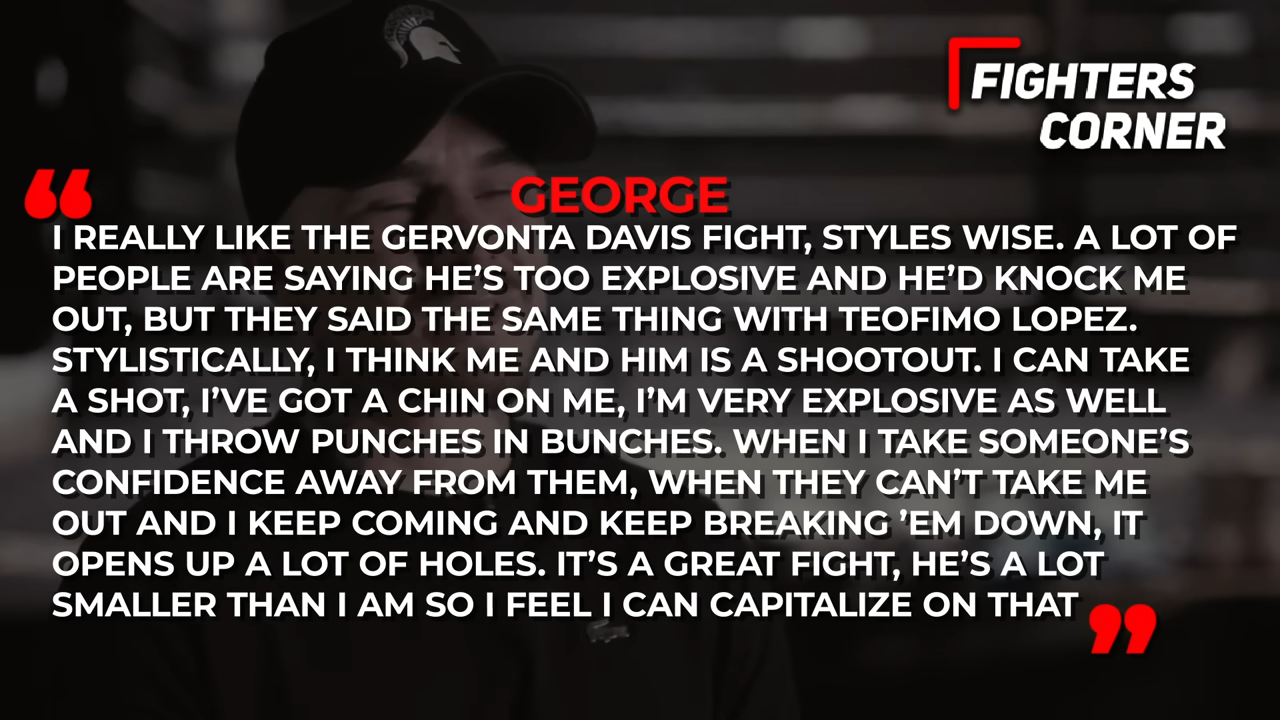 FIGHTERS
CORNER
GEORGE
“
I REALLY LIKE THE GERVONTA DAVIS FIGHT, STYLES WISE. A LOT OF
PEOPLE ARE SAYING HE’S TOO EXPLOSIVE AND HE’D KNOCK ME
OUT, BUT THEY SAID THE SAME THING WITH TEOFIMO LOPEZ.
STYLISTICALLY, I THINK ME AND HIM IS A SHOOTOUT. I CAN TAKE
A SHOT, I’VE GOT A CHIN ON ME, I’M VERY EXPLOSIVE AS WELL
AND I THROW PUNCHES IN BUNCHES. WHEN I TAKE SOMEONE’S
CONFIDENCE AWAY FROM THEM, WHEN THEY CAN’T TAKE ME
OUT AND I KEEP COMING AND KEEP BREAKING ’EM DOWN, IT
OPENS UP A LOT OF HOLES. IT’S A GREAT FIGHT, HE’S A LOT
SMALLER THAN I AM SO I FEEL I CAN CAPITALIZE ON THAT ”